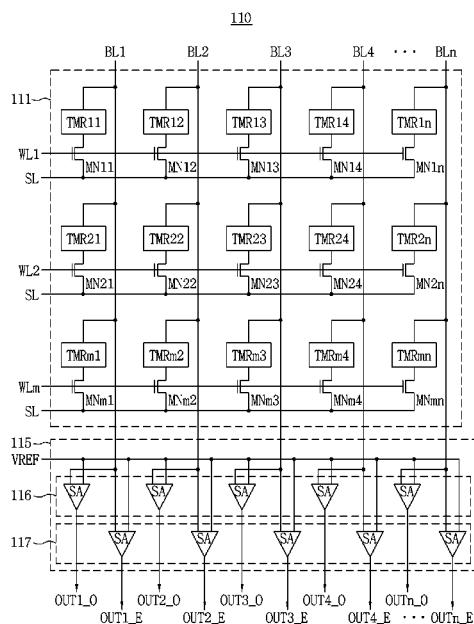 110
BL1 BL2 BL3 BL4 ··· BLn
111
TMR11 TMR12 TMR13 TMR14 TMR1n
WL1
MN11 MN12 MN13 MN14 MN1n
SL
TMR21 TMR22 TMR23 TMR24 TMR2n
WL2
MN21 MN22 MN23 MN24 MN2n
SL
TMRm1 TMRm2 TMRm3 TMRm4 TMRmn
WLm
MNm1 MNm2 MNm3 MNm4 MNmn
SL
115
VREF
116
SA SA SA SA SA
117
SA SA SA SA SA
OUT1_O OUT2_O OUT3_O OUT4_O OUTn_O
OUT1_E OUT2_E OUT3_E OUT4_E ··· OUTn_E